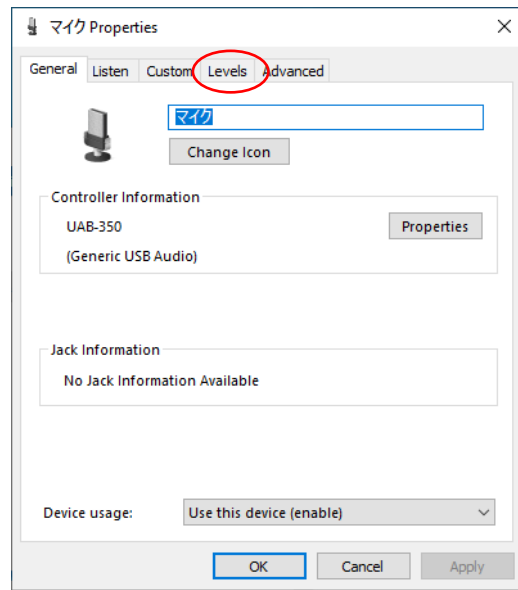 マイク Properties
General Listen Custom Levels Advanced
マイク
Change Icon
Controller Information
UAB-350
Properties
(Generic USB Audio)
Jack Information
No Jack Information Available
Device usage:
Use this device (enable)
OK Cancel Apply